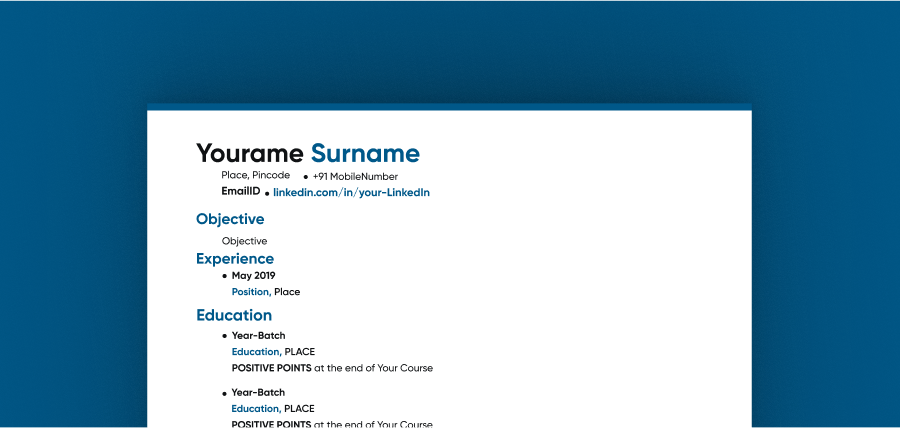 Yourame Surname
Place, Pincode • +91 MobileNumber
EmailID • linkedin.com/in/your-LinkedIn
Objective
Objective
Experience
• May 2019
Position, Place
Education
• Year-Batch
Education, PLACE
POSITIVE POINTS at the end of Your Course
• Year-Batch
Education, PLACE
POSITIVE POINTS at the end of Your Course